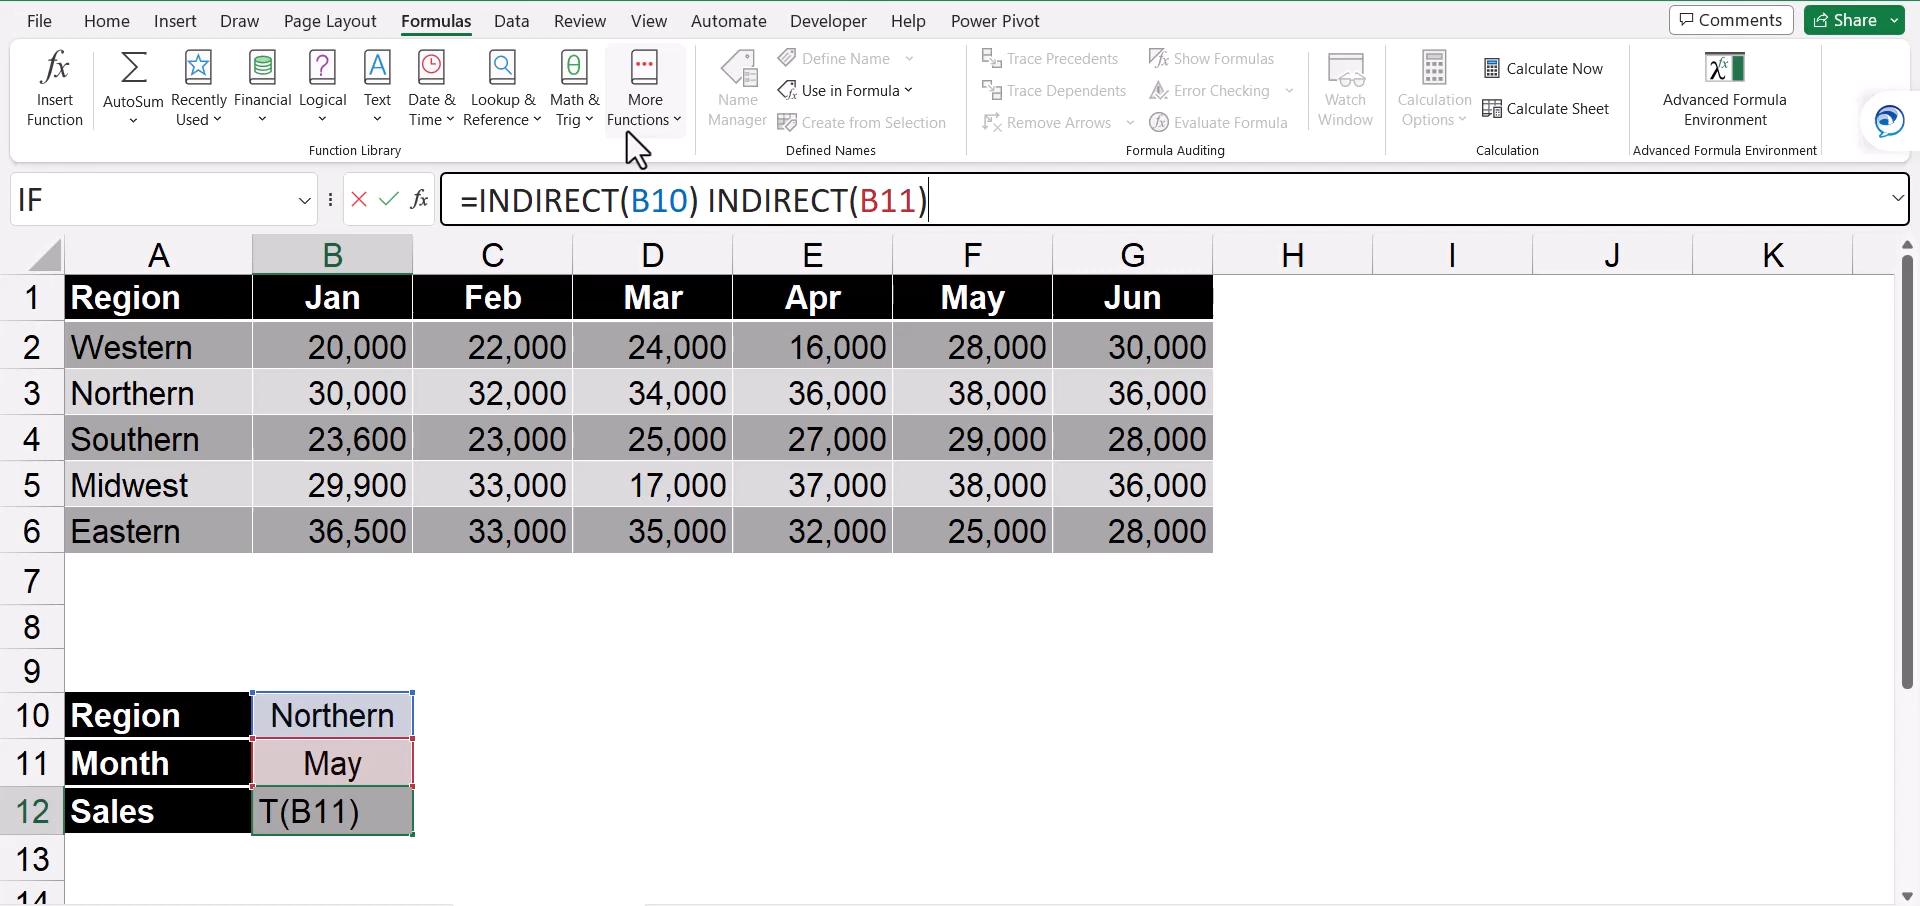 File Home Insert Draw Page Layout Formulas Data Review View Automate Developer Help Power Pivot Comments Share
fx Insert Function
AutoSum
Recently Used
Financial
Logical
Text
Date & Time
Lookup & Reference
Math & Trig
More Functions
Function Library
Name Manager
Define Name
Use in Formula
Create from Selection
Defined Names
Trace Precedents
Trace Dependents
Remove Arrows
Show Formulas
Error Checking
Evaluate Formula
Formula Auditing
Watch Window
Calculation Options
Calculate Now
Calculate Sheet
Calculation
Advanced Formula Environment
Advanced Formula Environment
IF fx =INDIRECT(B10) INDIRECT(B11)
A B C D E F G H I J K
1 Region Jan Feb Mar Apr May Jun
2 Western 20,000 22,000 24,000 16,000 28,000 30,000
3 Northern 30,000 32,000 34,000 36,000 38,000 36,000
4 Southern 23,600 23,000 25,000 27,000 29,000 28,000
5 Midwest 29,900 33,000 17,000 37,000 38,000 36,000
6 Eastern 36,500 33,000 35,000 32,000 25,000 28,000
7
8
9
10 Region Northern
11 Month May
12 Sales T(B11)
13
14